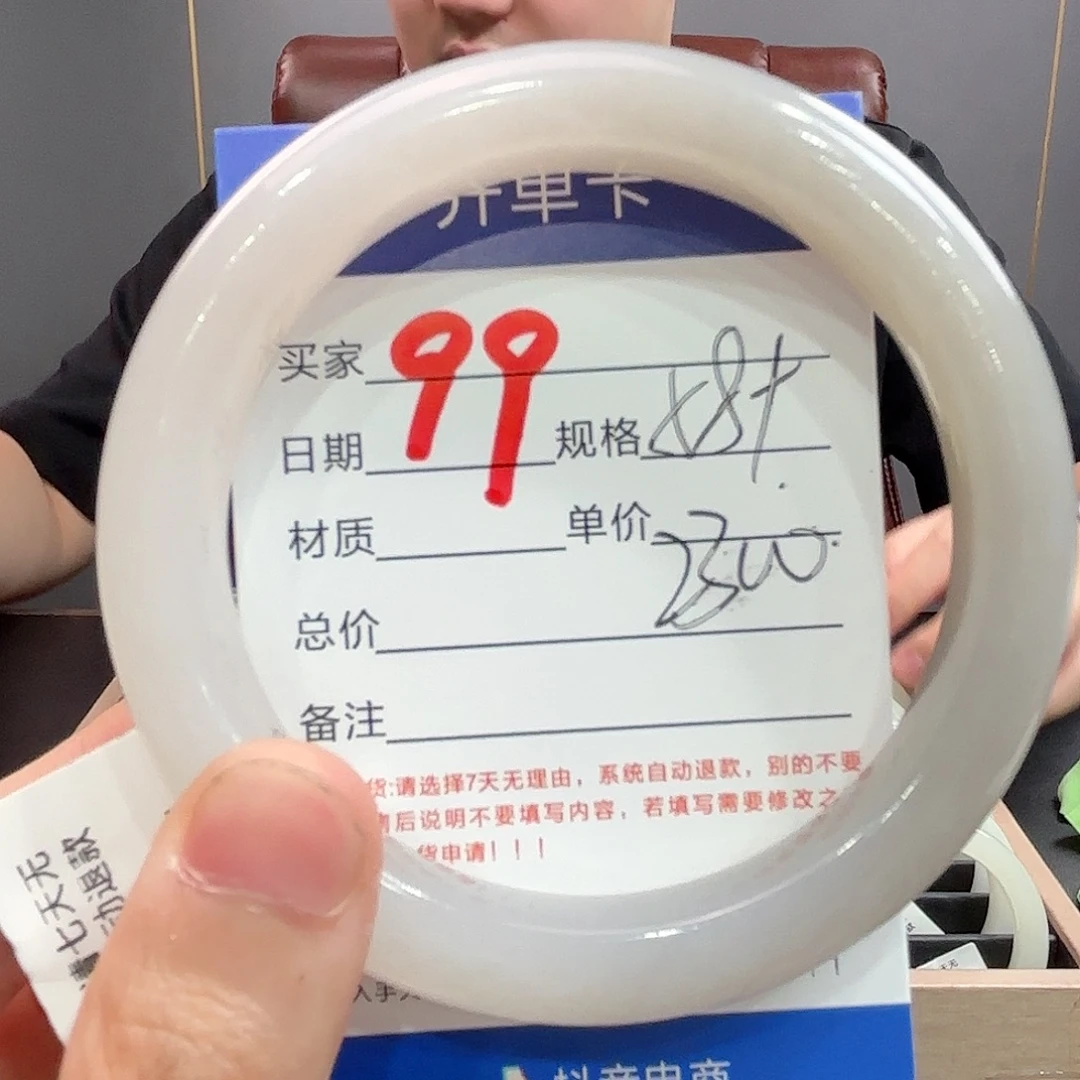 开单卡
买家 99
日期 规格 58+
材质 单价 2300
总价
备注
货:请选择7天无理由，系统自动退款，别的不要
后说明不要填写内容，若填写需要修改之
货申请！！！
七天无
动退款
抖音电商